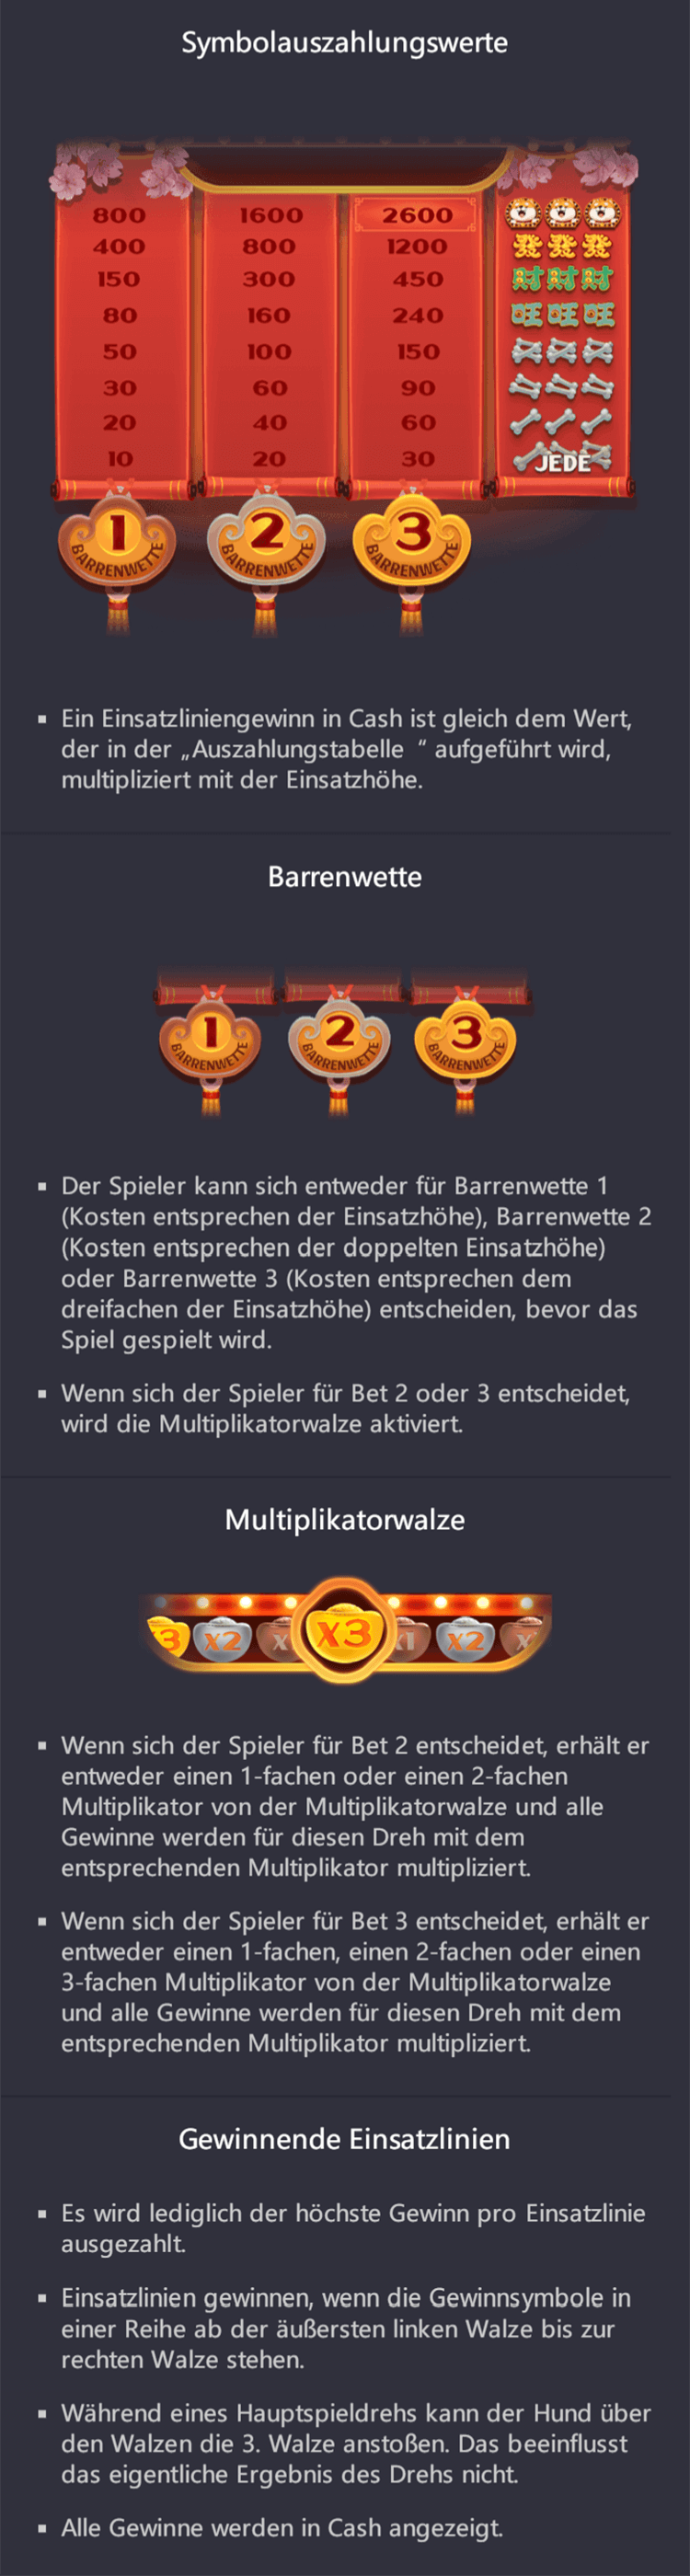 Symbolauszahlungswerte
800 1600 2600
400 800 1200 發 發 發
150 300 450 財 財 財
80 160 240 旺 旺 旺
50 100 150
30 60 90
20 40 60
10 20 30 JEDE
1 2 3
BARRENWETTE BARRENWETTE BARRENWETTE
▪ Ein Einsatzliniengewinn in Cash ist gleich dem Wert,
der in der „Auszahlungstabelle “ aufgeführt wird,
multipliziert mit der Einsatzhöhe.
Barrenwette
1 2 3
BARRENWETTE BARRENWETTE BARRENWETTE
▪ Der Spieler kann sich entweder für Barrenwette 1
(Kosten entsprechen der Einsatzhöhe), Barrenwette 2
(Kosten entsprechen der doppelten Einsatzhöhe)
oder Barrenwette 3 (Kosten entsprechen dem
dreifachen der Einsatzhöhe) entscheiden, bevor das
Spiel gespielt wird.
▪ Wenn sich der Spieler für Bet 2 oder 3 entscheidet,
wird die Multiplikatorwalze aktiviert.
Multiplikatorwalze
3 X2 X X3 X1 X2 X
▪ Wenn sich der Spieler für Bet 2 entscheidet, erhält er
entweder einen 1-fachen oder einen 2-fachen
Multiplikator von der Multiplikatorwalze und alle
Gewinne werden für diesen Dreh mit dem
entsprechenden Multiplikator multipliziert.
▪ Wenn sich der Spieler für Bet 3 entscheidet, erhält er
entweder einen 1-fachen, einen 2-fachen oder einen
3-fachen Multiplikator von der Multiplikatorwalze
und alle Gewinne werden für diesen Dreh mit dem
entsprechenden Multiplikator multipliziert.
Gewinnende Einsatzlinien
▪ Es wird lediglich der höchste Gewinn pro Einsatzlinie
ausgezahlt.
▪ Einsatzlinien gewinnen, wenn die Gewinnsymbole in
einer Reihe ab der äußersten linken Walze bis zur
rechten Walze stehen.
▪ Während eines Hauptspieldrehs kann der Hund über
den Walzen die 3. Walze anstoßen. Das beeinflusst
das eigentliche Ergebnis des Drehs nicht.
▪ Alle Gewinne werden in Cash angezeigt.